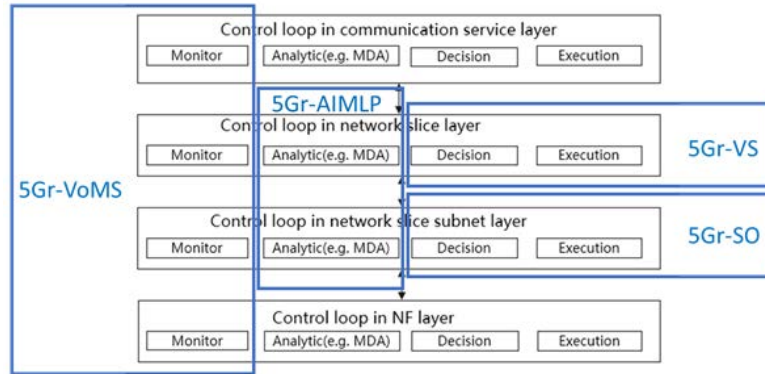 Control loop in communication service layer
Monitor Analytic(e.g. MDA) Decision Execution
5Gr-AIMLP
Control loop in network slice layer
Monitor Analytic(e.g. MDA) Decision Execution
5Gr-VS
5Gr-VoMS
Control loop in network slice subnet layer
Monitor Analytic(e.g. MDA) Decision Execution
5Gr-SO
Control loop in NF layer
Monitor Analytic(e.g. MDA) Decision Execution